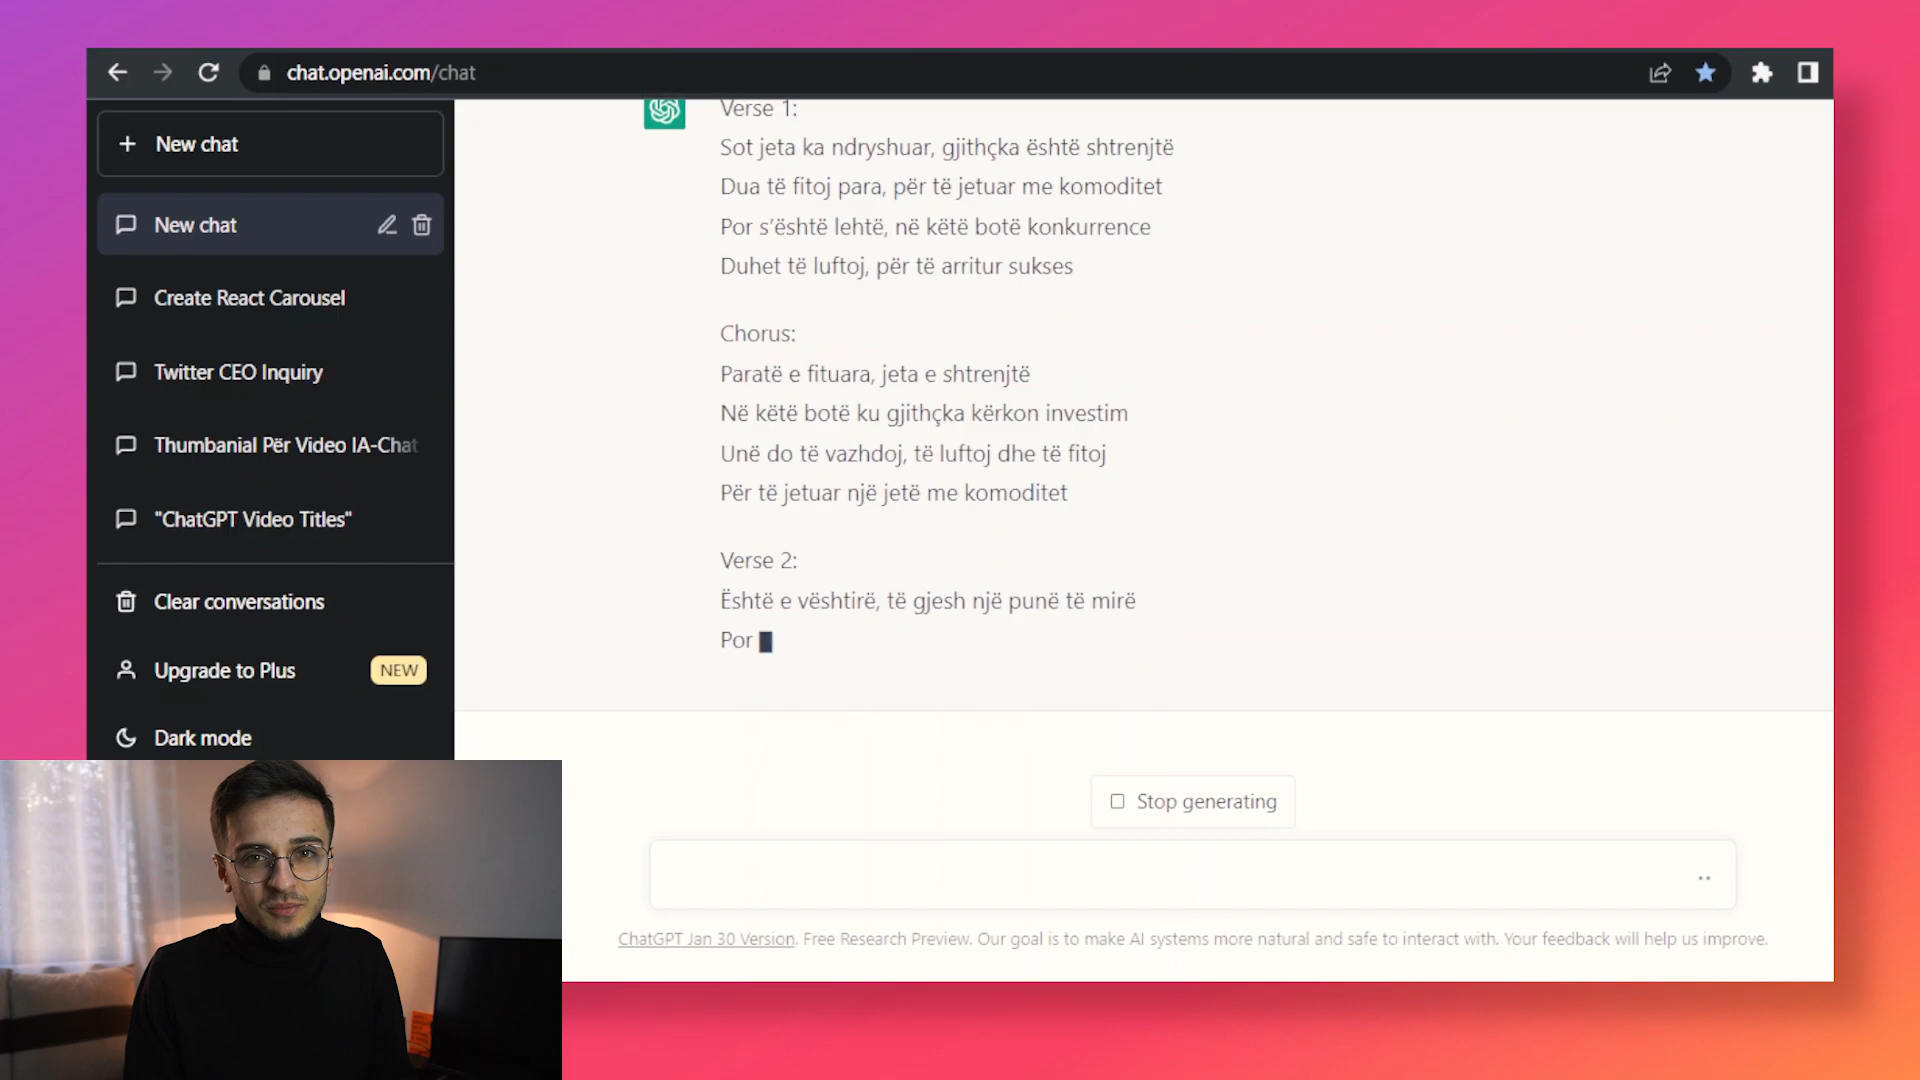 chat.openai.com/chat
New chat
New chat
Create React Carousel
Twitter CEO Inquiry
Thumbanial Për Video IA-Chat
"ChatGPT Video Titles"
Clear conversations
Upgrade to Plus NEW
Dark mode
Verse 1:
Sot jeta ka ndryshuar, gjithçka është shtrenjtë
Dua të fitoj para, për të jetuar me komoditet
Por s'është lehtë, në këtë botë konkurrence
Duhet të luftoj, për të arritur sukses
Chorus:
Paratë e fituara, jeta e shtrenjtë
Në këtë botë ku gjithçka kërkon investim
Unë do të vazhdoj, të luftoj dhe të fitoj
Për të jetuar një jetë me komoditet
Verse 2:
Është e vështirë, të gjesh një punë të mirë
Por
Stop generating
ChatGPT Jan 30 Version. Free Research Preview. Our goal is to make AI systems more natural and safe to interact with. Your feedback will help us improve.